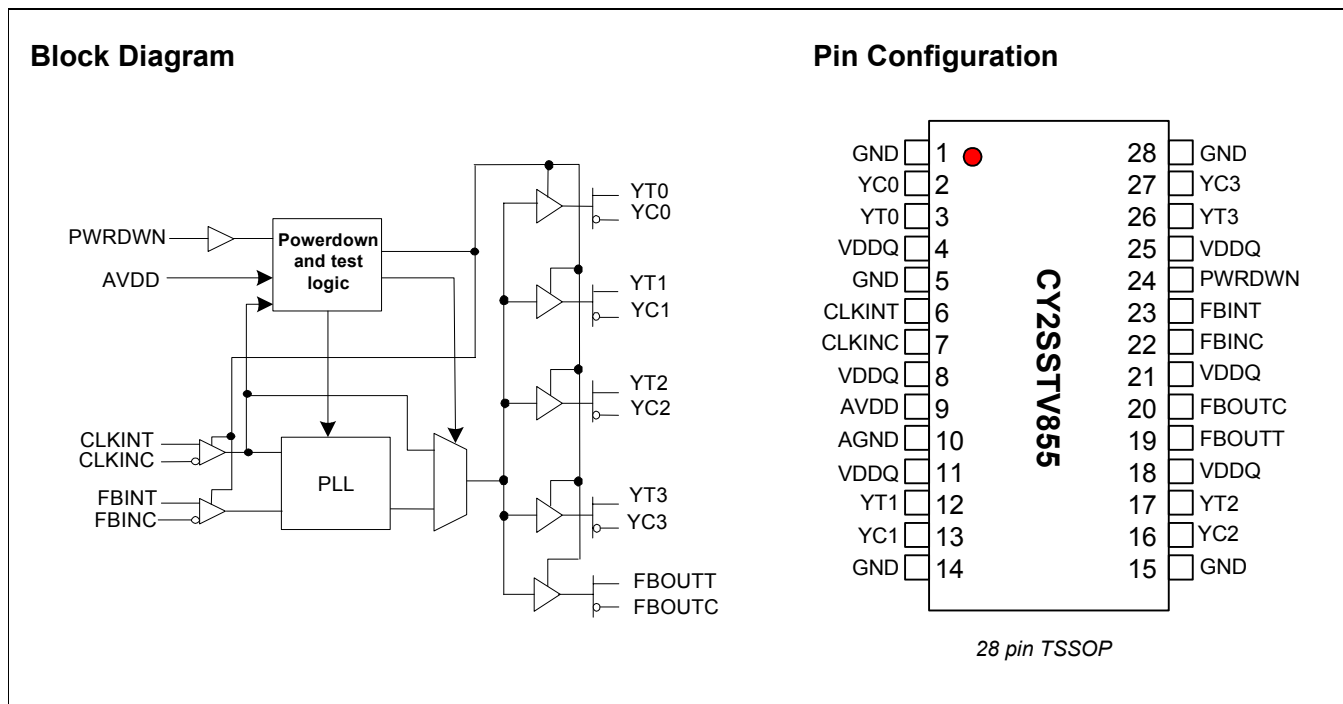 Block Diagram
PWRDWN
AVDD
Powerdown
and test
logic
CLKINT
CLKINC
FBINT
FBINC
PLL
YT0
YC0
YT1
YC1
YT2
YC2
YT3
YC3
FBOUTT
FBOUTC
Pin Configuration
GND 1
YC0 2
YT0 3
VDDQ 4
GND 5
CLKINT 6
CLKINC 7
VDDQ 8
AVDD 9
AGND 10
VDDQ 11
YT1 12
YC1 13
GND 14
CY2SSTV855
28 GND
27 YC3
26 YT3
25 VDDQ
24 PWRDWN
23 FBINT
22 FBINC
21 VDDQ
20 FBOUTC
19 FBOUTT
18 VDDQ
17 YT2
16 YC2
15 GND
28 pin TSSOP